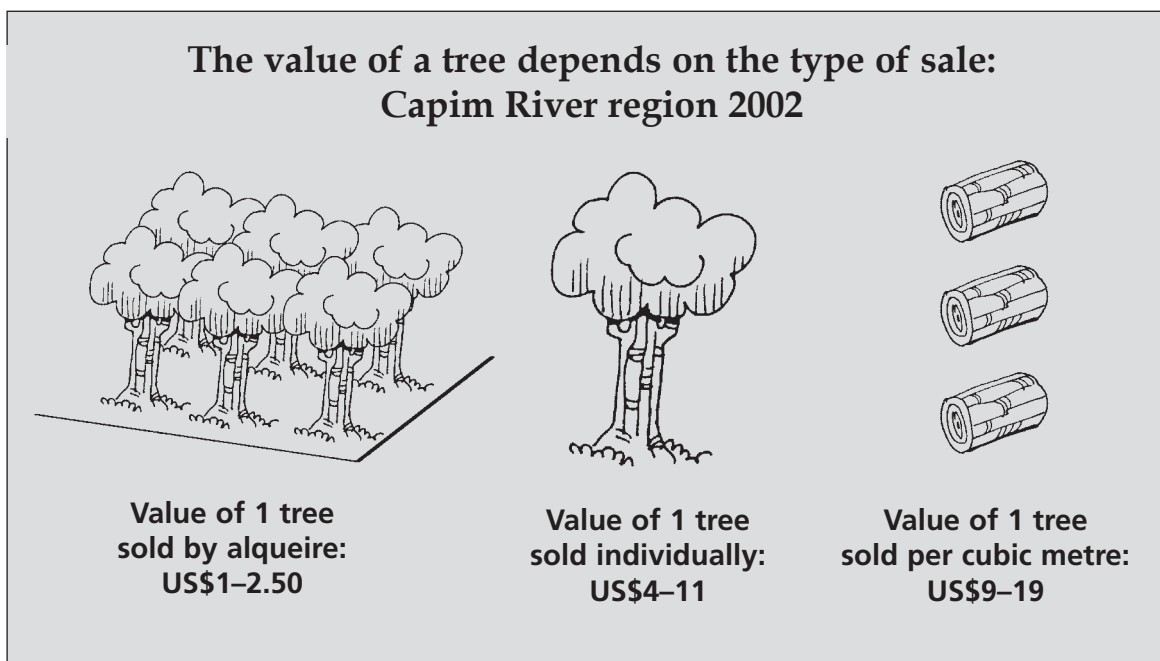 The value of a tree depends on the type of sale:
Capim River region 2002
Value of 1 tree
sold by alqueire:
US$1–2.50
Value of 1 tree
sold individually:
US$4–11
Value of 1 tree
sold per cubic metre:
US$9–19